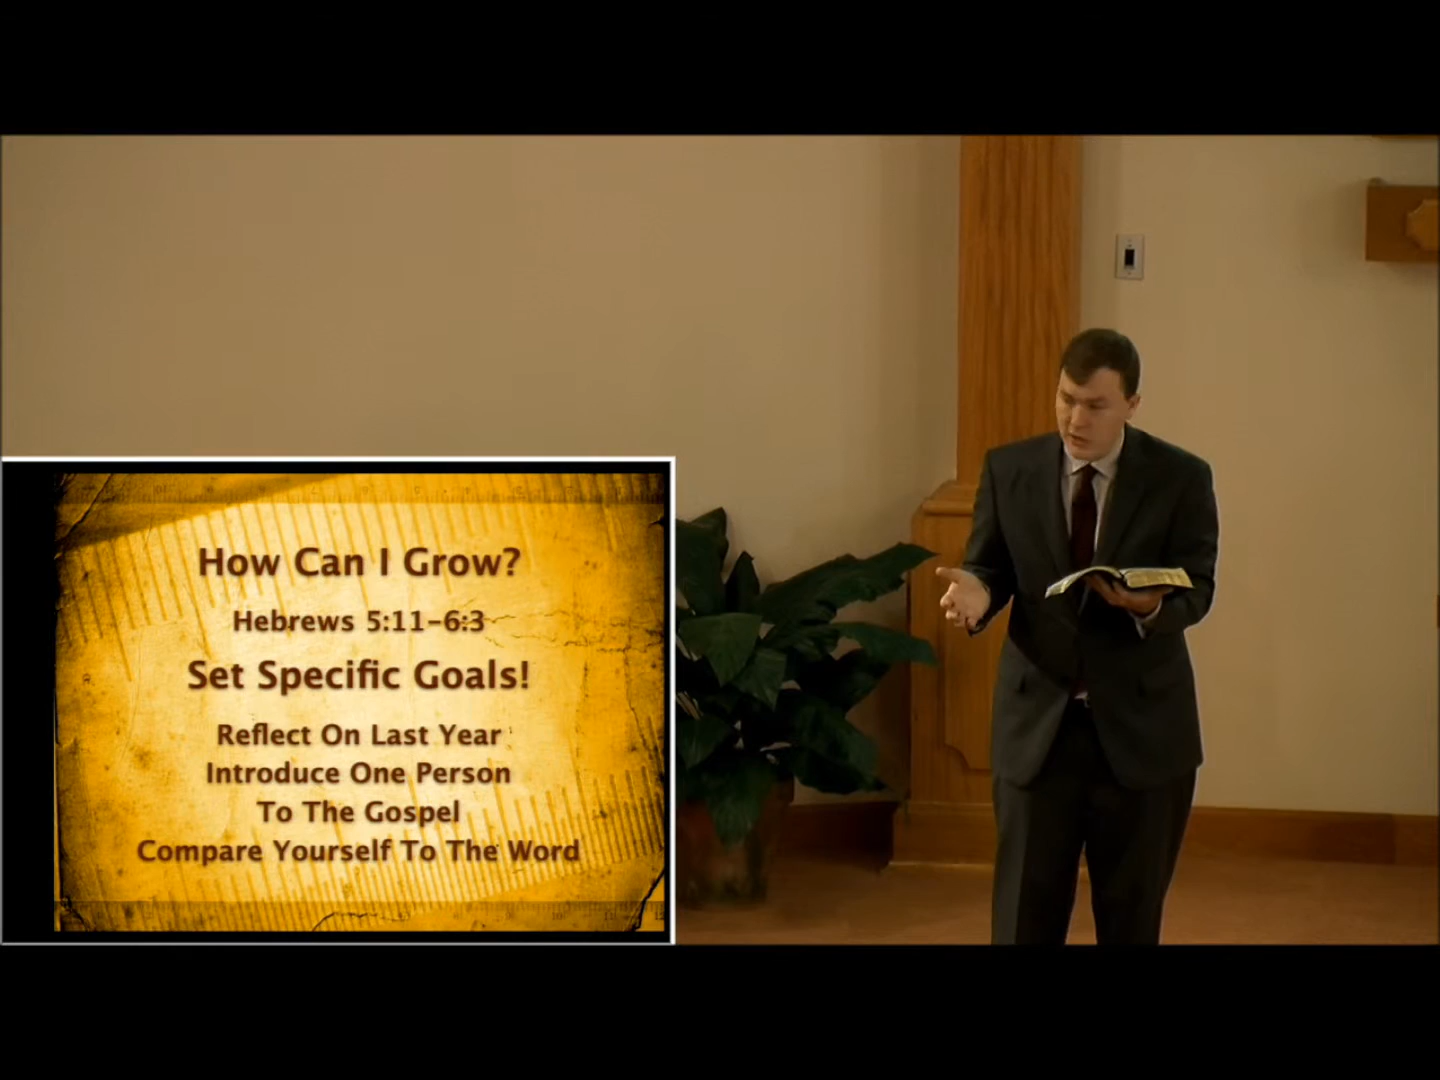 How Can I Grow?
Hebrews 5:11–6:3
Set Specific Goals!
Reflect On Last Year
Introduce One Person
To The Gospel
Compare Yourself To The Word